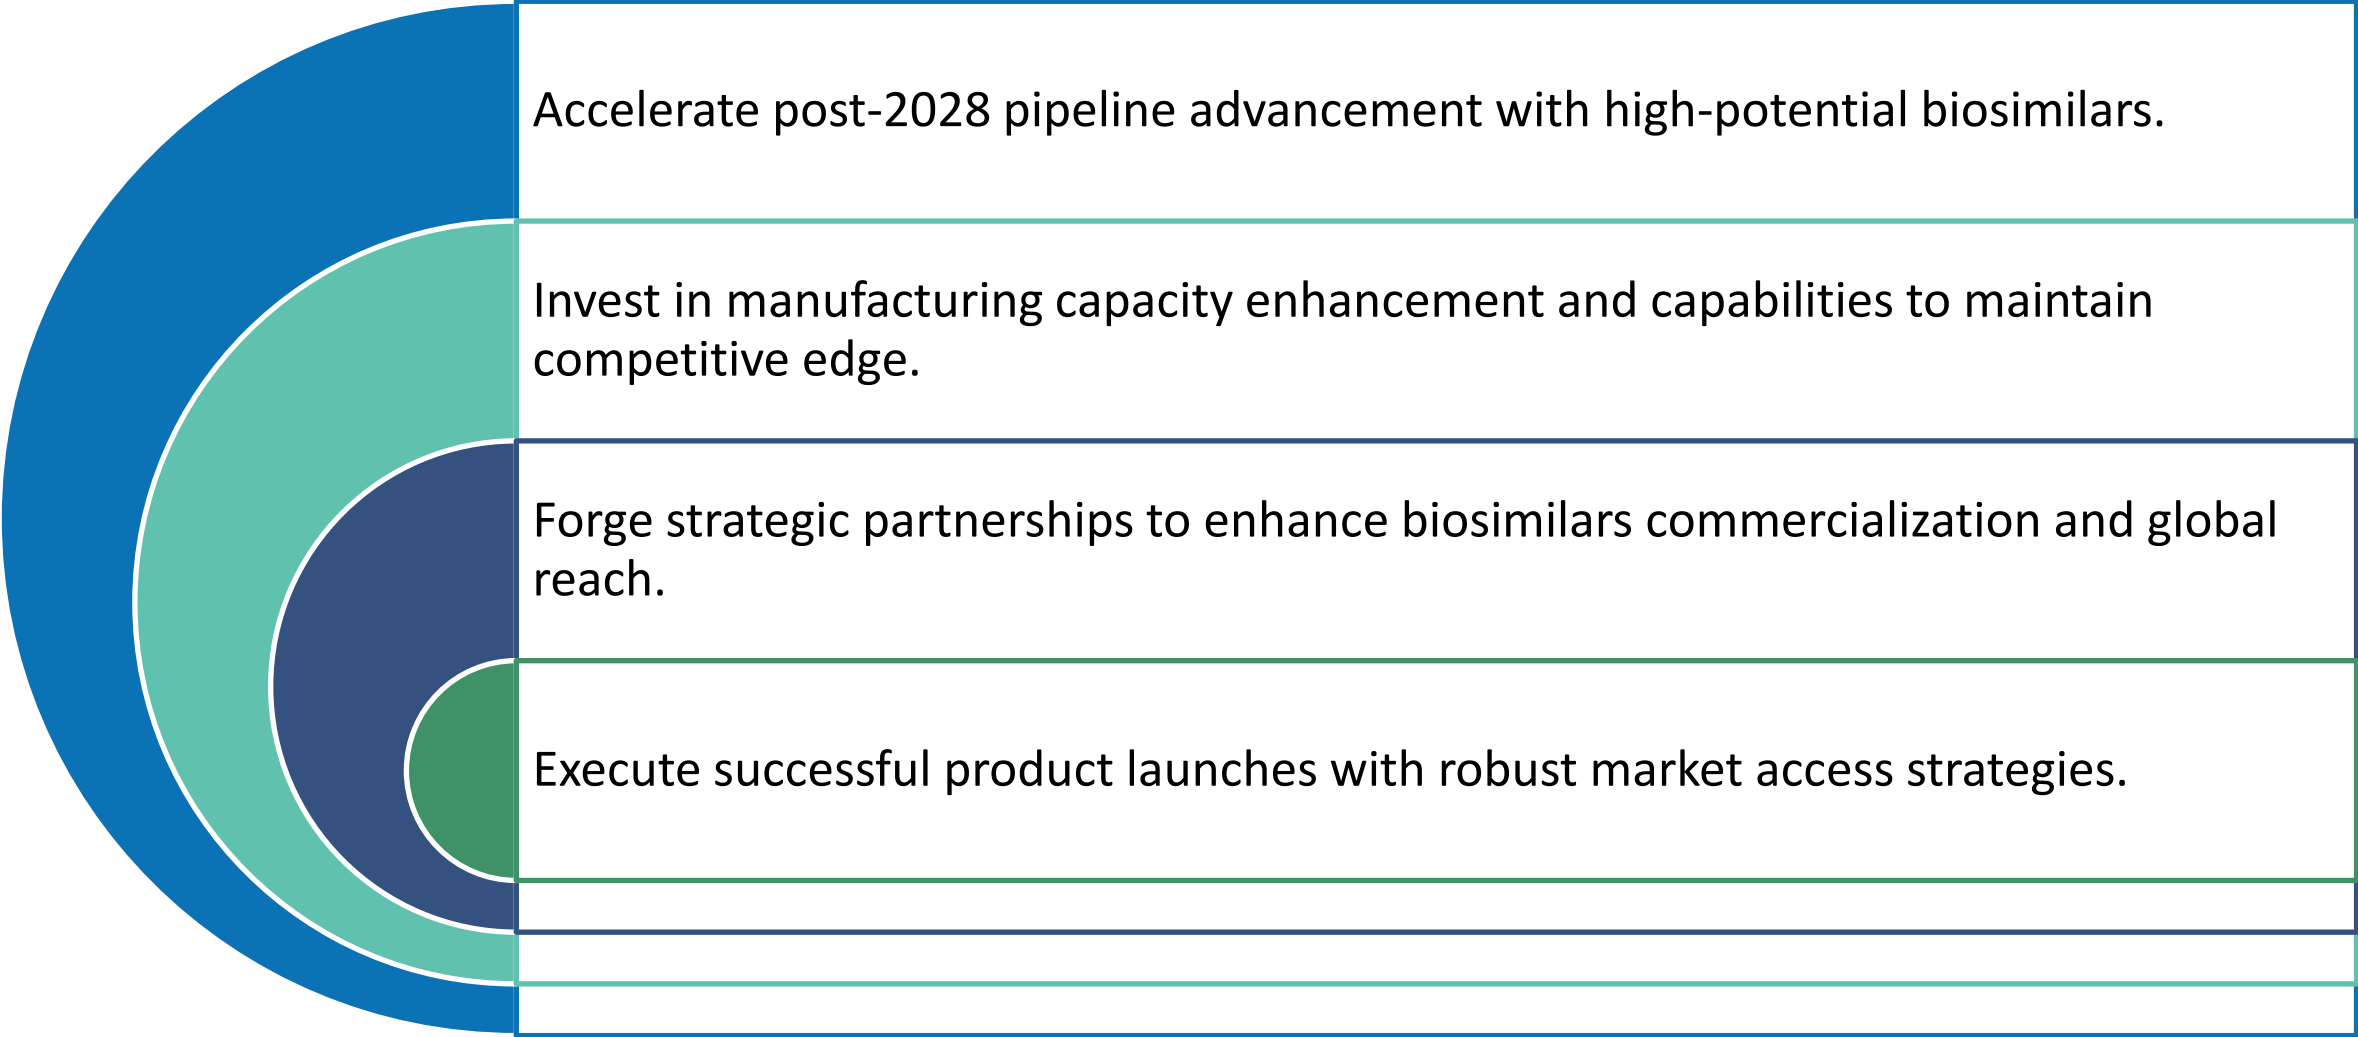 Accelerate post-2028 pipeline advancement with high-potential biosimilars.
Invest in manufacturing capacity enhancement and capabilities to maintain
competitive edge.
Forge strategic partnerships to enhance biosimilars commercialization and global
reach.
Execute successful product launches with robust market access strategies.